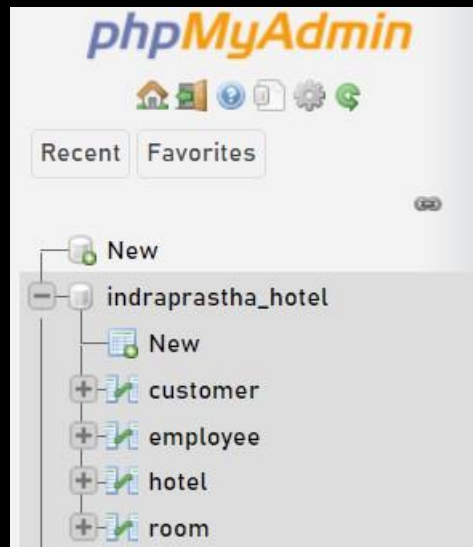 phpMyAdmin
Recent Favorites
New
indraprastha_hotel
New
customer
employee
hotel
room